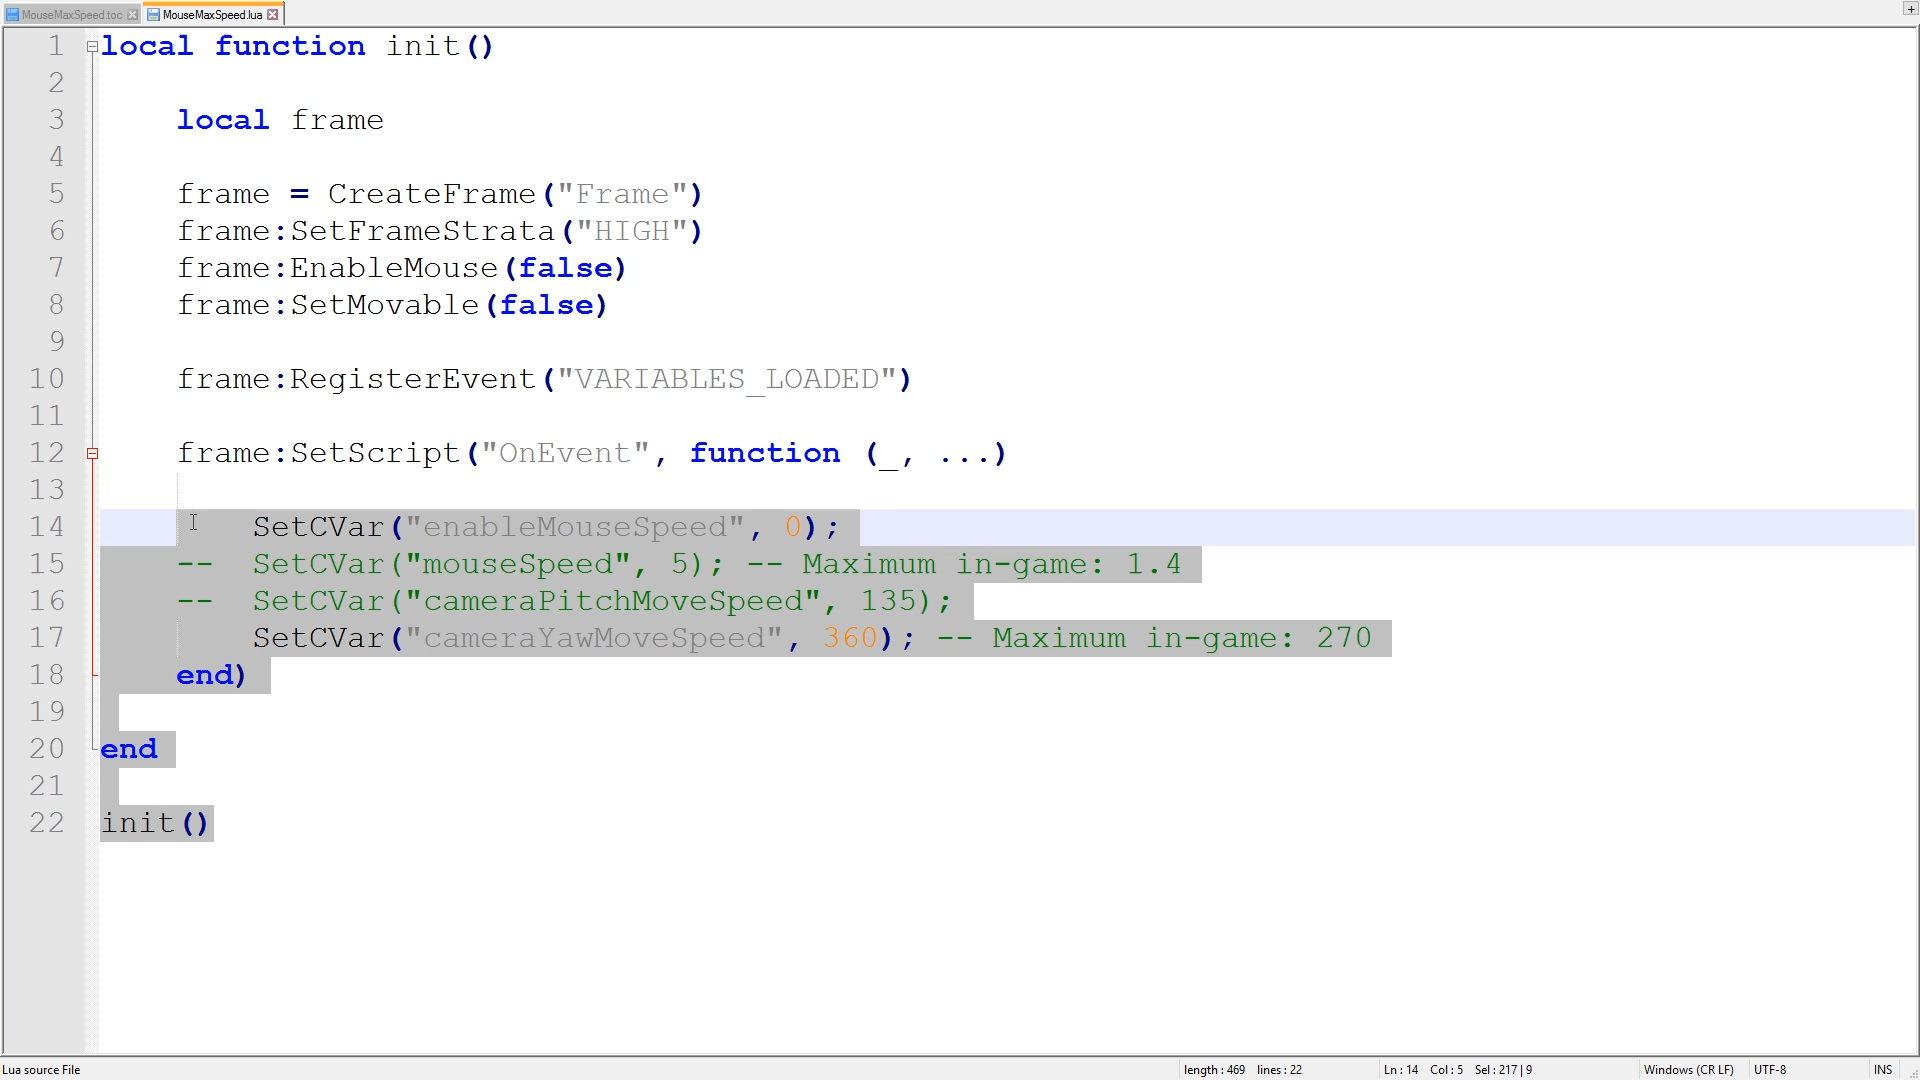 MouseMaxSpeed.toc MouseMaxSpeed.lua
1 local function init()
2
3 local frame
4
5 frame = CreateFrame("Frame")
6 frame:SetFrameStrata("HIGH")
7 frame:EnableMouse(false)
8 frame:SetMovable(false)
9
10 frame:RegisterEvent("VARIABLES_LOADED")
11
12 frame:SetScript("OnEvent", function (_, ...)
13
14 SetCVar("enableMouseSpeed", 0);
15 -- SetCVar("mouseSpeed", 5); -- Maximum in-game: 1.4
16 -- SetCVar("cameraPitchMoveSpeed", 135);
17 SetCVar("cameraYawMoveSpeed", 360); -- Maximum in-game: 270
18 end)
19
20 end
21
22 init()
Lua source File length : 469 lines : 22 Ln : 14 Col : 5 Sel : 217 | 9 Windows (CR LF) UTF-8 INS